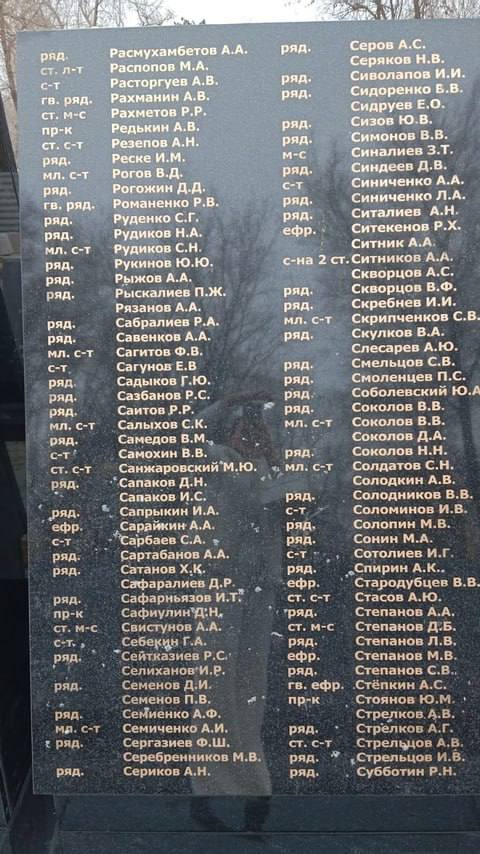 ряд. Расмухамбетов А.А.
ст. л-т Распопов М.А.
с-т Расторгуев А.В.
гв. ряд. Рахманин А.В.
ст. м-с Рахметов Р.Р.
пр-к Редькин А.В.
ст. с-т Резепов А.Н.
ряд. Реске И.М.
мл. с-т Рогов В.Д.
ряд. Рогожин Д.Д.
гв. ряд. Романенко Р.В.
ряд. Руденко С.Г.
ряд. Рудиков Н.А.
мл. с-т Рудиков С.Н.
ряд. Рукинов Ю.Ю.
ряд. Рыжов А.А.
ряд. Рыскалиев П.Ж.
Рязанов А.А.
ряд. Сабралиев Р.А.
ряд. Савенков А.А.
мл. с-т Сагитов Ф.В.
с-т Сагунов Е.В
ряд. Садыков Г.Ю.
ряд. Сазбанов Р.С.
ряд. Саитов Р.Р.
мл. с-т Салыхов С.К.
ряд. Самедов В.М.
с-т Самохин В.В.
ст. с-т Санжаровский М.Ю.
ряд. Сапаков Д.Н.
Сапаков И.С.
ряд. Сапрыкин И.А.
ефр. Сарайкин А.А.
с-т Сарбаев С.А.
ряд. Сартабанов А.А.
ряд. Сатанов Х.К.
Сафаралиев Д.Р.
ряд. Сафарньязов И.Т.
пр-к Сафиулин Д.Н.
ст. м-с Свистунов А.А.
с-т. Себекин Г.А.
ряд. Сейтказиев Р.С.
Селиханов И.Р.
ряд. Семенов Д.И.
Семенов П.В.
ряд. Семиенко А.Ф.
мл. с-т Семиченко А.И.
ряд. Сергазиев Ф.Ш.
Серебренников М.В.
ряд. Сериков А.Н.
ряд. Серов А.С.
Серяков Н.В.
ряд. Сиволапов И.И.
ряд. Сидоренко Е.В.
Сидруев Е.О.
ряд. Сизов Ю.В.
ряд. Симонов В.В.
м-с Синалиев З.Т.
ряд. Синдеев Д.В.
с-т Синиченко А.А.
ряд. Синиченко Л.А.
ряд. Ситалиев А.Н.
ефр. Ситекенов Р.Х.
Ситник А.А.
с-на 2 ст. Ситников А.А.
Скворцов А.С.
ряд. Скворцов В.Ф.
ряд. Скребнев И.И.
мл. с-т Скрипченков С.В.
ряд. Скулков В.А.
Слесарев А.Ю.
ряд. Смельцов С.В.
ряд. Смоленцев П.С.
ряд. Соболевский Ю.А
ряд. Соколов В.В.
мл. с-т Соколов В.В.
Соколов Д.А.
ряд. Соколов Н.Н.
мл. с-т Солдатов С.Н.
Солодкин А.В.
ряд. Солодников В.В.
с-т Соломинов И.В.
ряд. Солопин М.В.
ряд. Сонин М.А.
с-т Сотолиев И.Г.
ряд. Спирин А.К..
ефр. Стародубцев В.В.
ст. с-т Стасов А.Ю.
ряд. Степанов А.А.
ст. м-с Степанов Д.Б.
ряд. Степанов Л.В.
ефр. Степанов М.В.
ряд. Степанов С.В.
гв. ефр. Стёпкин А.С.
пр-к Стоянов Ю.М.
Стрелков А.В.
ряд. Стрелков А.Г.
ст. с-т Стрельцов А.В.
ряд. Стрельцов И.В.
ряд. Субботин Р.Н.